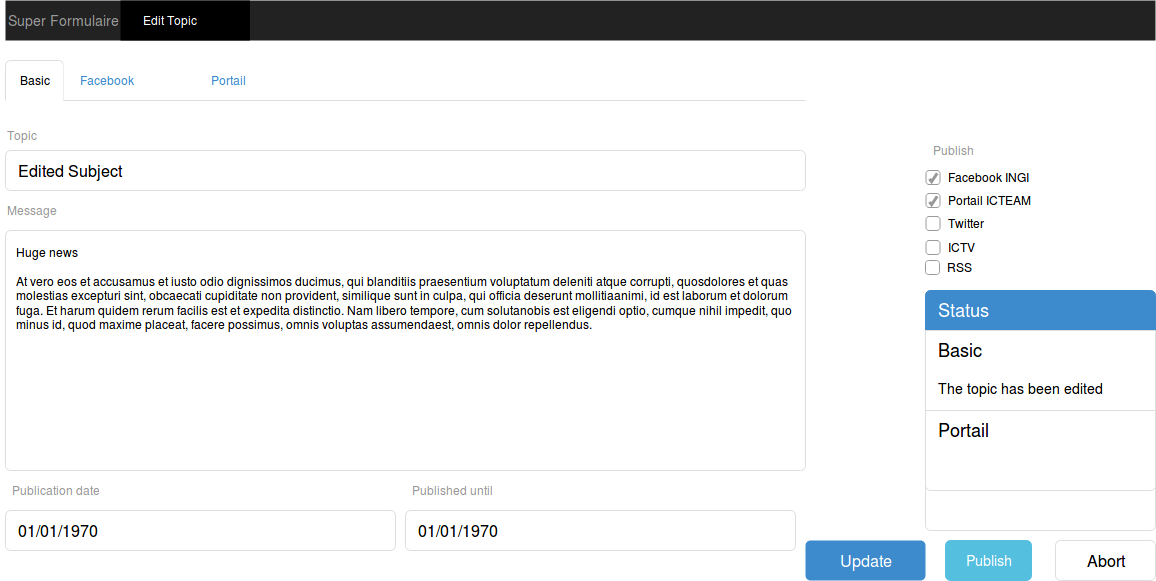 Super Formulaire Edit Topic
Basic Facebook Portail
Topic
Edited Subject
Message
Huge news
At vero eos et accusamus et iusto odio dignissimos ducimus, qui blanditiis praesentium voluptatum deleniti atque corrupti, quosdolores et quas
molestias excepturi sint, obcaecati cupiditate non provident, similique sunt in culpa, qui officia deserunt mollitiaanimi, id est laborum et dolorum
fuga. Et harum quidem rerum facilis est et expedita distinctio. Nam libero tempore, cum solutanobis est eligendi optio, cumque nihil impedit, quo
minus id, quod maxime placeat, facere possimus, omnis voluptas assumendaest, omnis dolor repellendus.
Publication date Published until
01/01/1970 01/01/1970
Publish
Facebook INGI
Portail ICTEAM
Twitter
ICTV
RSS
Status
Basic
The topic has been edited
Portail
Update Publish Abort